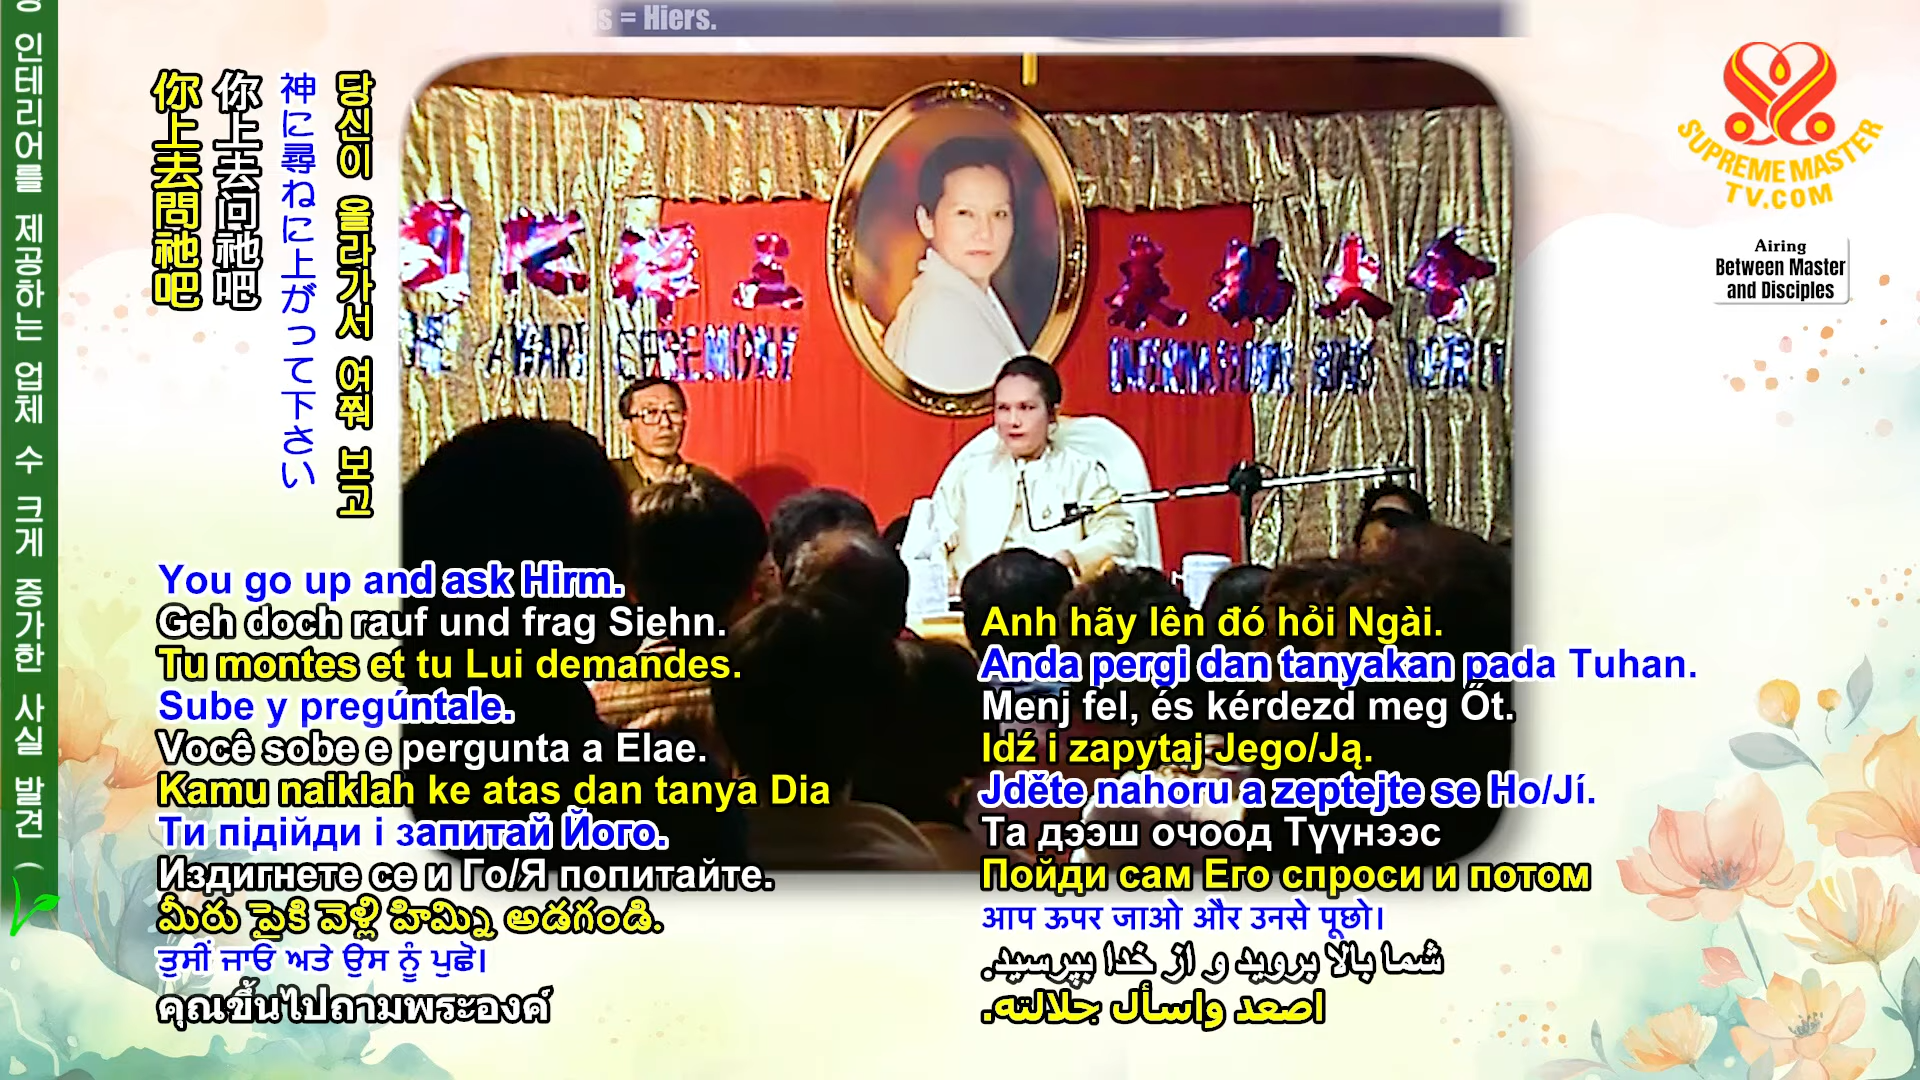 = Hiers.
인테리어를 제공하는 업체 수 크게 증가한 사실 발견 (
你上去問祂吧
你上去问祂吧
神に尋ねに上がって下さい
당신이 올라가서 여쭤 보고
SUPREME MASTER
TV.COM
Airing
Between Master
and Disciples
You go up and ask Hirm.
Geh doch rauf und frag Siehn.
Tu montes et tu Lui demandes.
Sube y pregúntale.
Você sobe e pergunta a Elae.
Kamu naiklah ke atas dan tanya Dia
Ти підійди і запитай Його.
Издигнете се и Го/Я попитайте.
మీరు పైకి వెళ్లి హిమ్ని అడగండి.
ਤੁਸੀਂ ਜਾਓ ਅਤੇ ਉਸ ਨੂੰ ਪੁਛੋ।
คุณขึ้นไปถามพระองค์
Anh hãy lên đó hỏi Ngài.
Anda pergi dan tanyakan pada Tuhan.
Menj fel, és kérdezd meg Őt.
Idź i zapytaj Jego/Ją.
Jděte nahoru a zeptejte se Ho/Jí.
Та дээш очоод Түүнээс
Пойди сам Его спроси и потом
आप ऊपर जाओ और उनसे पूछो।
شما بالا بروید و از خدا بپرسید.
اصعد واسأل جلالته.